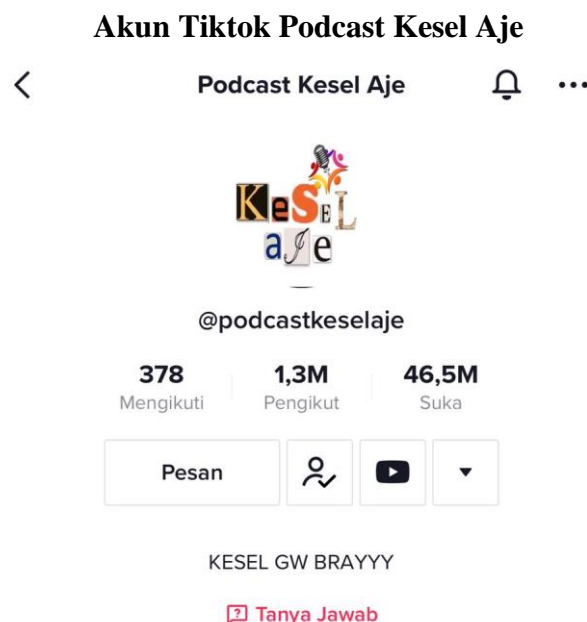 Akun Tiktok Podcast Kesel Aje
Podcast Kesel Aje
KeSEL
aJe
@podcastkeselaje
378 1,3M 46,5M
Mengikuti Pengikut Suka
Pesan
KESEL GW BRAYYY
Tanya Jawab